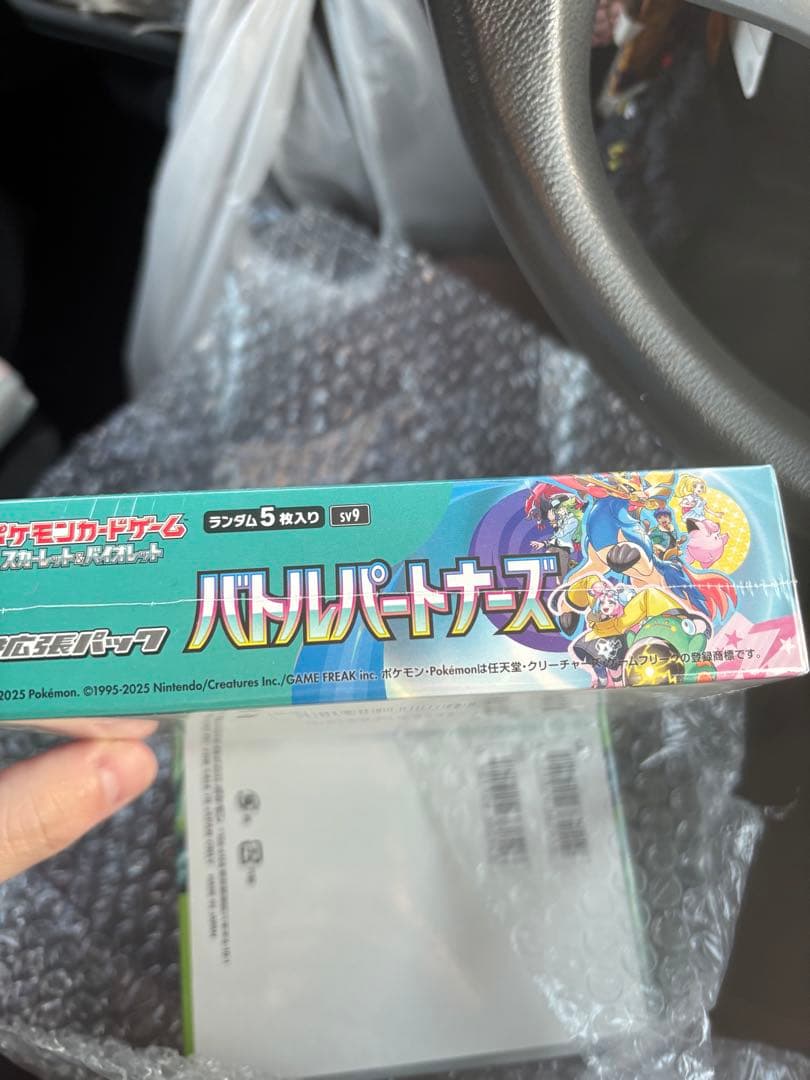 ポケモンカードゲーム
スカーレット&バイオレット
ランダム5枚入り SV9
拡張パック
バトルパートナーズ
2025 Pokémon. ©1995-2025 Nintendo/Creatures Inc./GAME FREAK inc. ポケモン・Pokémonは任天堂・クリーチャーズ・ゲームフリークの登録商標です。